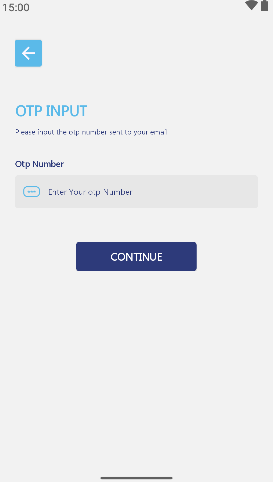 15:00
OTP INPUT
Please input the otp number sent to your email
Otp Number
Enter Your otp Number
CONTINUE